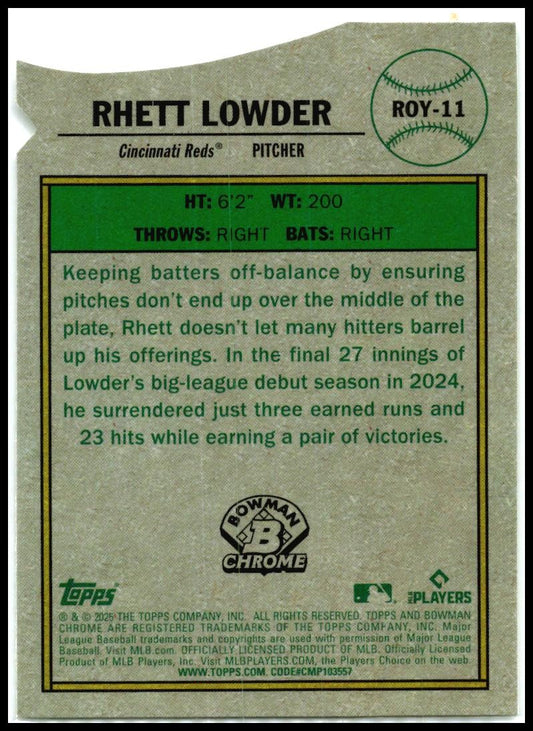 RHETT LOWDER
ROY-11
Cincinnati Reds® PITCHER
HT: 6'2" WT: 200
THROWS: RIGHT BATS: RIGHT
Keeping batters off-balance by ensuring
pitches don't end up over the middle of the
plate, Rhett doesn't let many hitters barrel
up his offerings. In the final 27 innings of
Lowder's big-league debut season in 2024,
he surrendered just three earned runs and
23 hits while earning a pair of victories.
BOWMAN
B
CHROME
TOPPS
MLB PLAYERS
® & © 2025 THE TOPPS COMPANY, INC. ALL RIGHTS RESERVED. TOPPS AND BOWMAN
CHROME ARE REGISTERED TRADEMARKS OF THE TOPPS COMPANY, INC. Major
League Baseball trademarks and copyrights are used with permission of Major League
Baseball. Visit MLB.com. OFFICIALLY LICENSED PRODUCT OF MLB. Officially Licensed
Product of MLB Players, Inc. Visit MLBPLAYERS.COM, the Players Choice on the web
WWW.TOPPS.COM. CODE#CMP103557